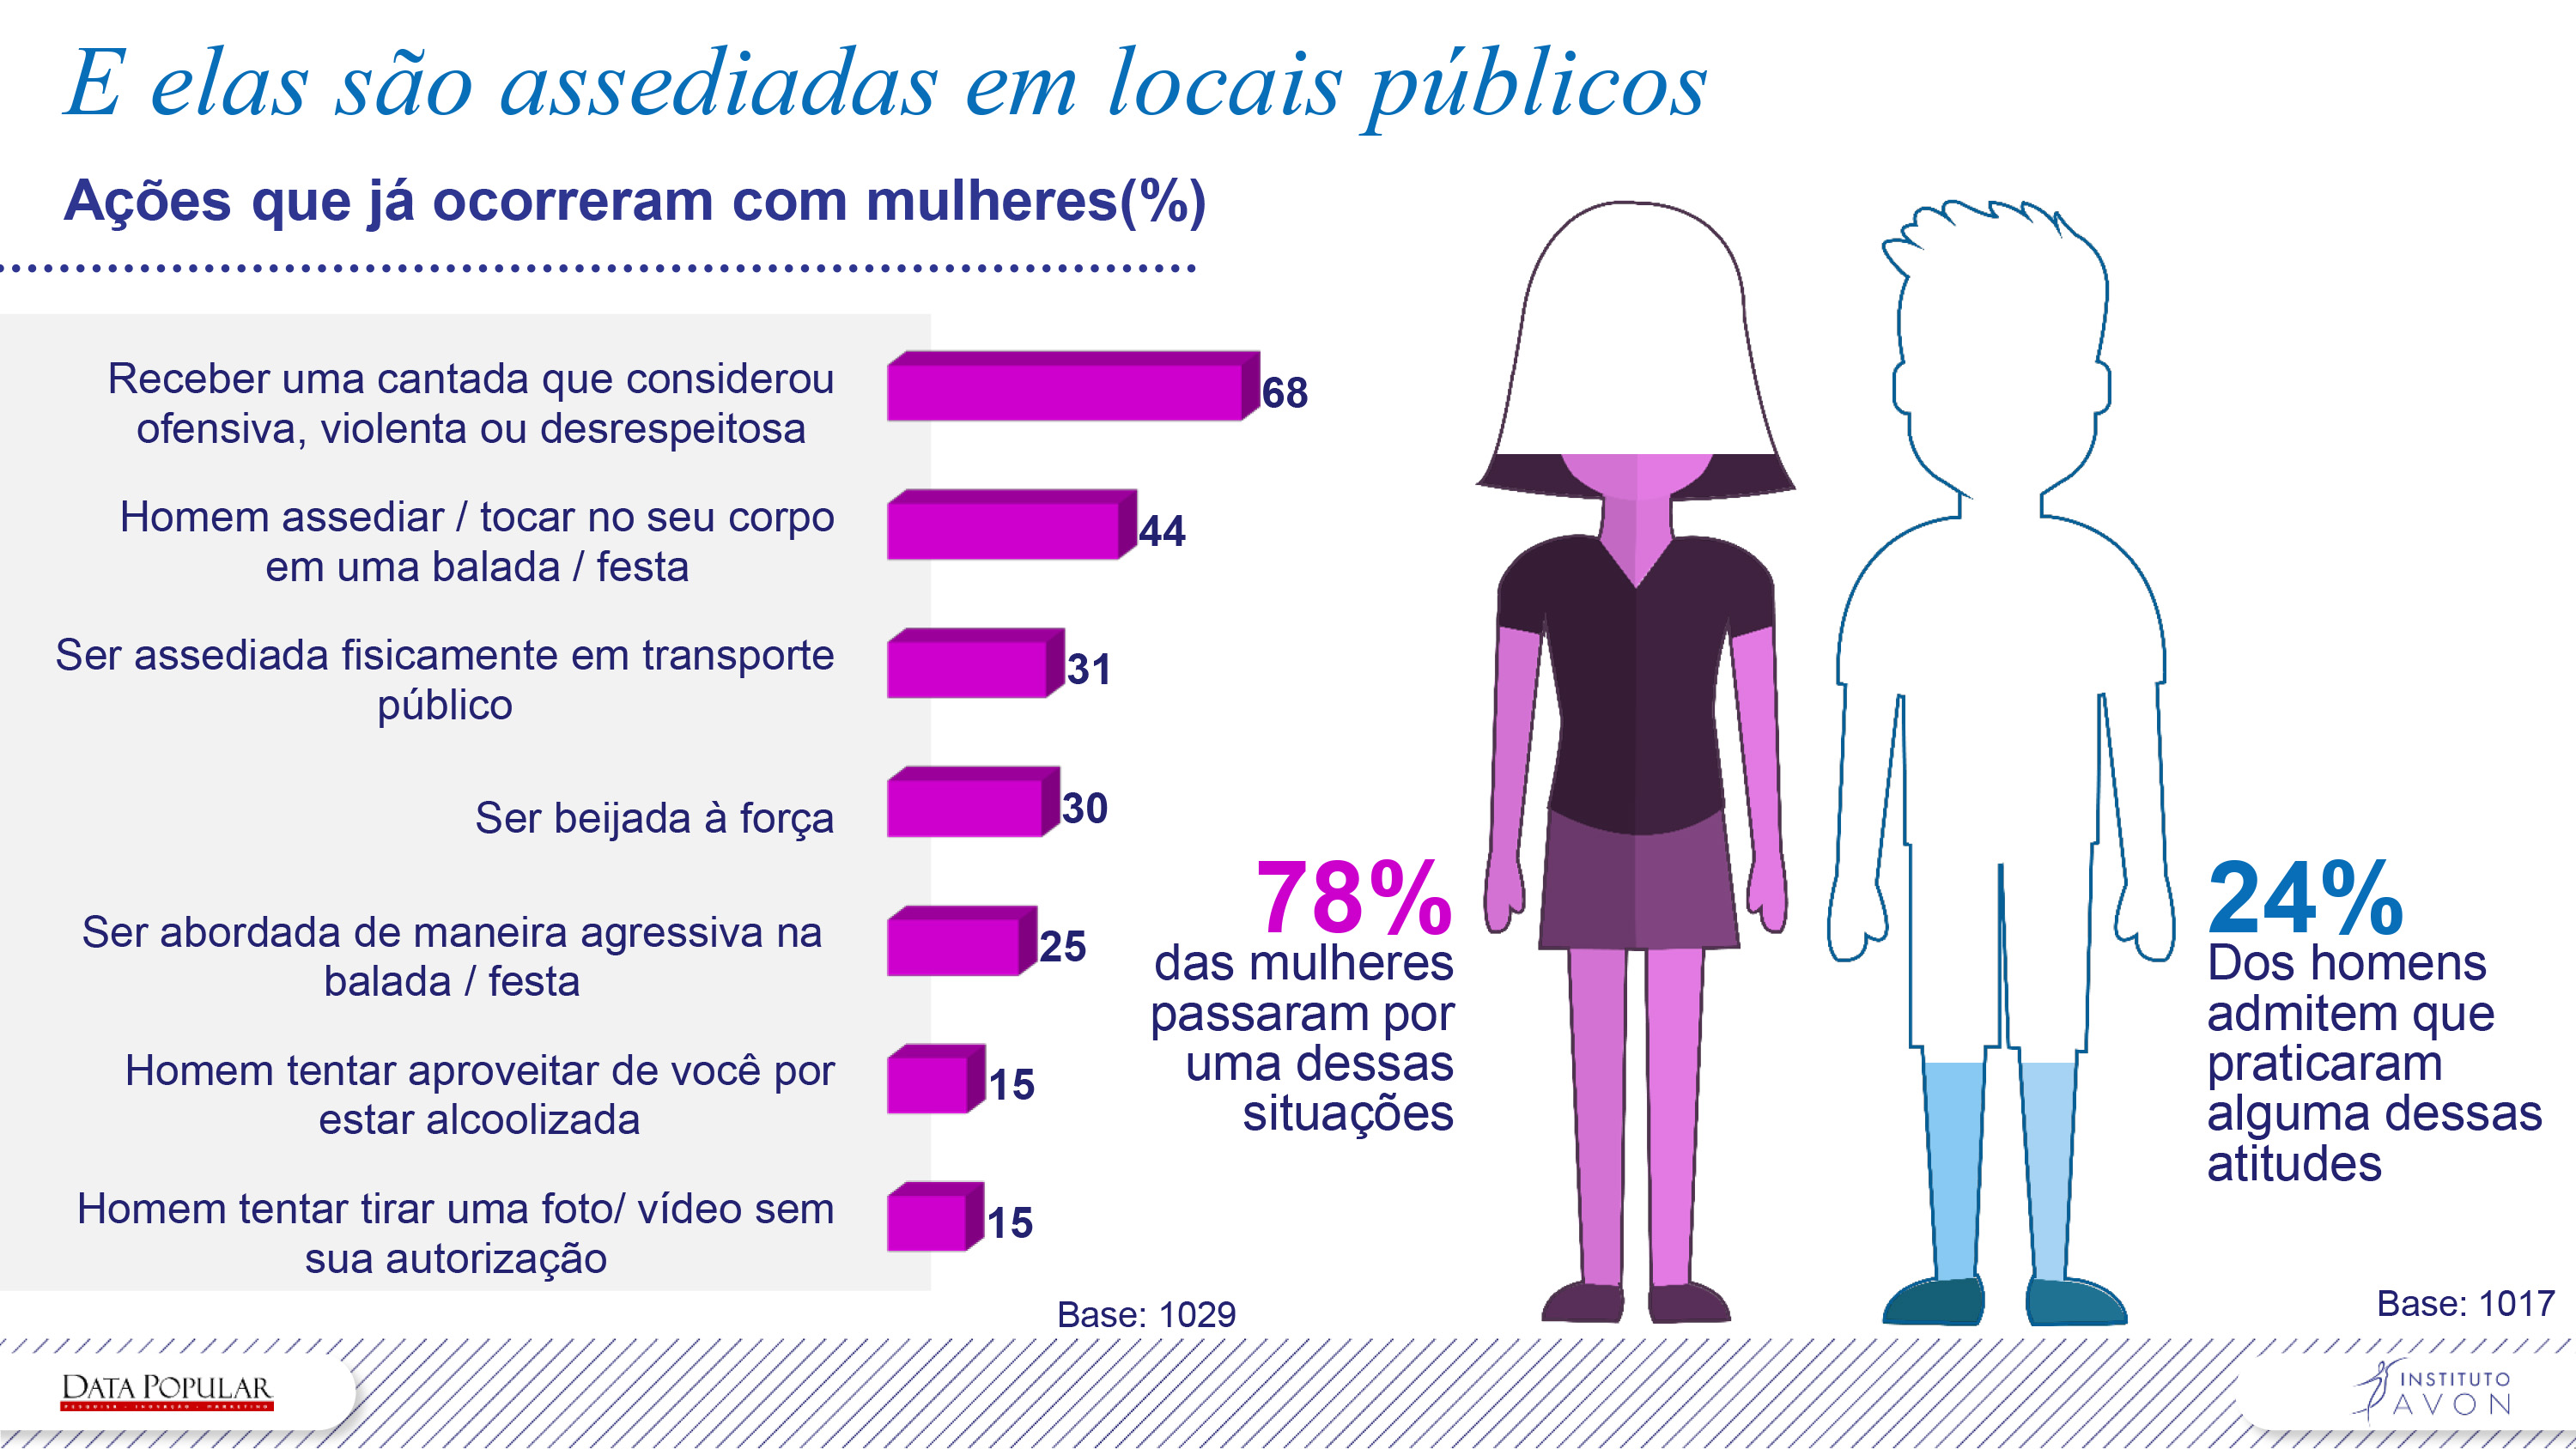 E elas são assediadas em locais públicos
Ações que já ocorreram com mulheres(%)
Receber uma cantada que considerou
ofensiva, violenta ou desrespeitosa
68
Homem assediar / tocar no seu corpo
em uma balada / festa
44
Ser assediada fisicamente em transporte
público
31
Ser beijada à força
30
Ser abordada de maneira agressiva na
balada / festa
25
Homem tentar aproveitar de você por
estar alcoolizada
15
Homem tentar tirar uma foto/ vídeo sem
sua autorização
15
Base: 1029
78%
das mulheres
passaram por
uma dessas
situações
24%
Dos homens
admitem que
praticaram
alguma dessas
atitudes
Base: 1017
DATA POPULAR
PESQUISA . INOVAÇÃO . MARKETING
INSTITUTO
AVON